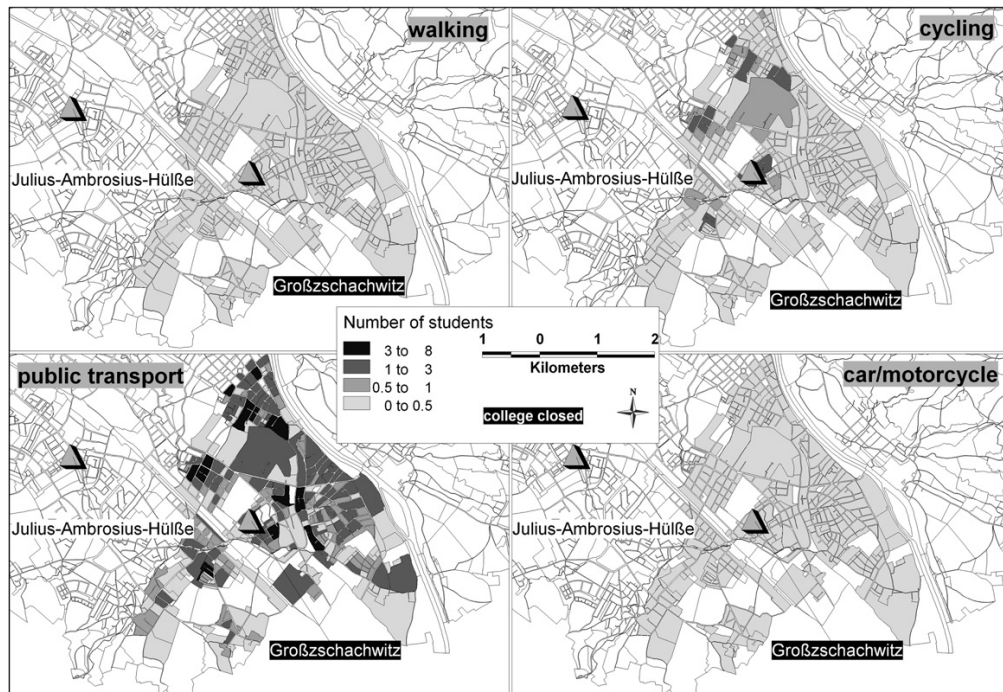 walking
Julius-Ambrosius-Hülße
Großzschachwitz
cycling
Julius-Ambrosius-Hülße
Großzschachwitz
Number of students
3 to 8
1 to 3
0.5 to 1
0 to 0.5
1 0 1 2
Kilometers
N
college closed
public transport
Julius-Ambrosius-Hülße
Großzschachwitz
car/motorcycle
Julius-Ambrosius-Hülße
Großzschachwitz